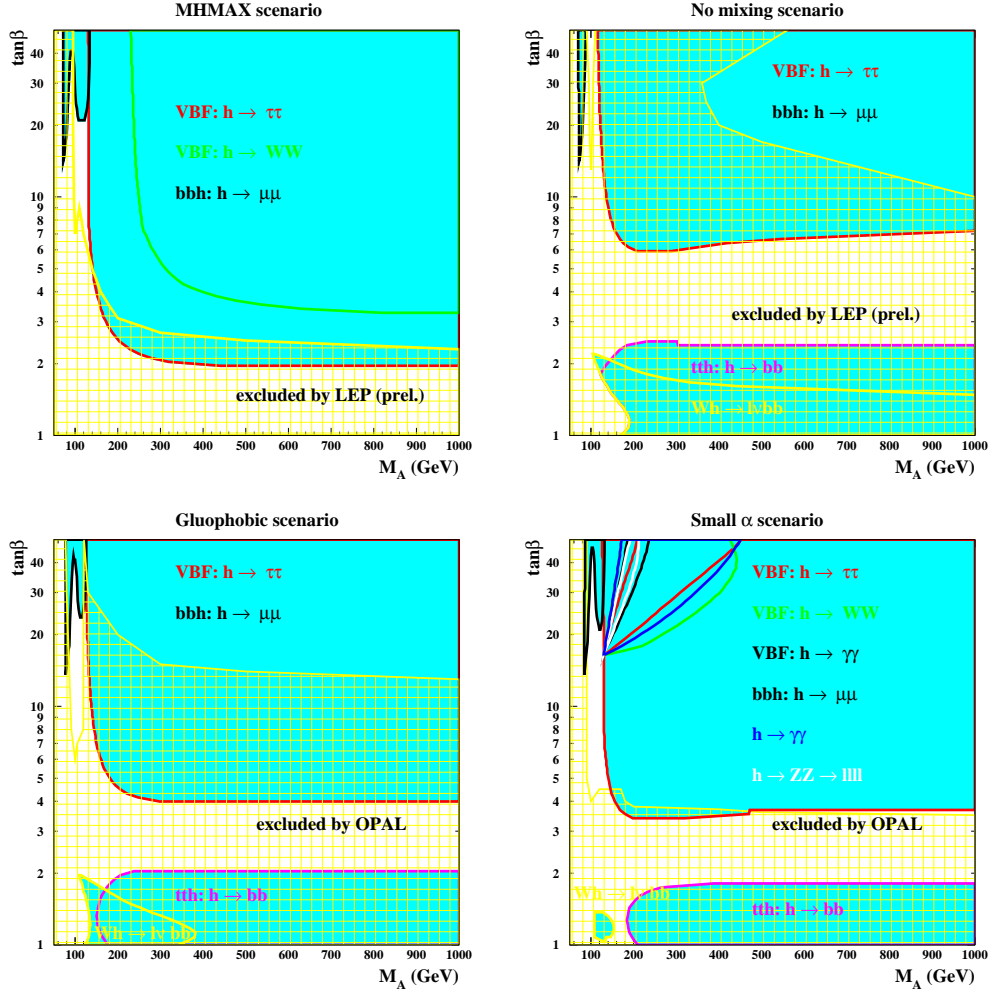 MHMAX scenario
tanβ
40
30
20
10
9
8
7
6
5
4
3
2
1
VBF: h → ττ
VBF: h → WW
bbh: h → μμ
excluded by LEP (prel.)
100 200 300 400 500 600 700 800 900 1000
M_A (GeV)
No mixing scenario
tanβ
40
30
20
10
9
8
7
6
5
4
3
2
1
VBF: h → ττ
bbh: h → μμ
excluded by LEP (prel.)
tth: h → bb
Wh → lνbb
100 200 300 400 500 600 700 800 900 1000
M_A (GeV)
Gluophobic scenario
tanβ
40
30
20
10
9
8
7
6
5
4
3
2
1
VBF: h → ττ
bbh: h → μμ
excluded by OPAL
tth: h → bb
Wh → lν bb
100 200 300 400 500 600 700 800 900 1000
M_A (GeV)
Small α scenario
tanβ
40
30
20
10
9
8
7
6
5
4
3
2
1
VBF: h → ττ
VBF: h → WW
VBF: h → γγ
bbh: h → μμ
h → γγ
h → ZZ → llll
excluded by OPAL
Wh → lν bb
tth: h → bb
100 200 300 400 500 600 700 800 900 1000
M_A (GeV)